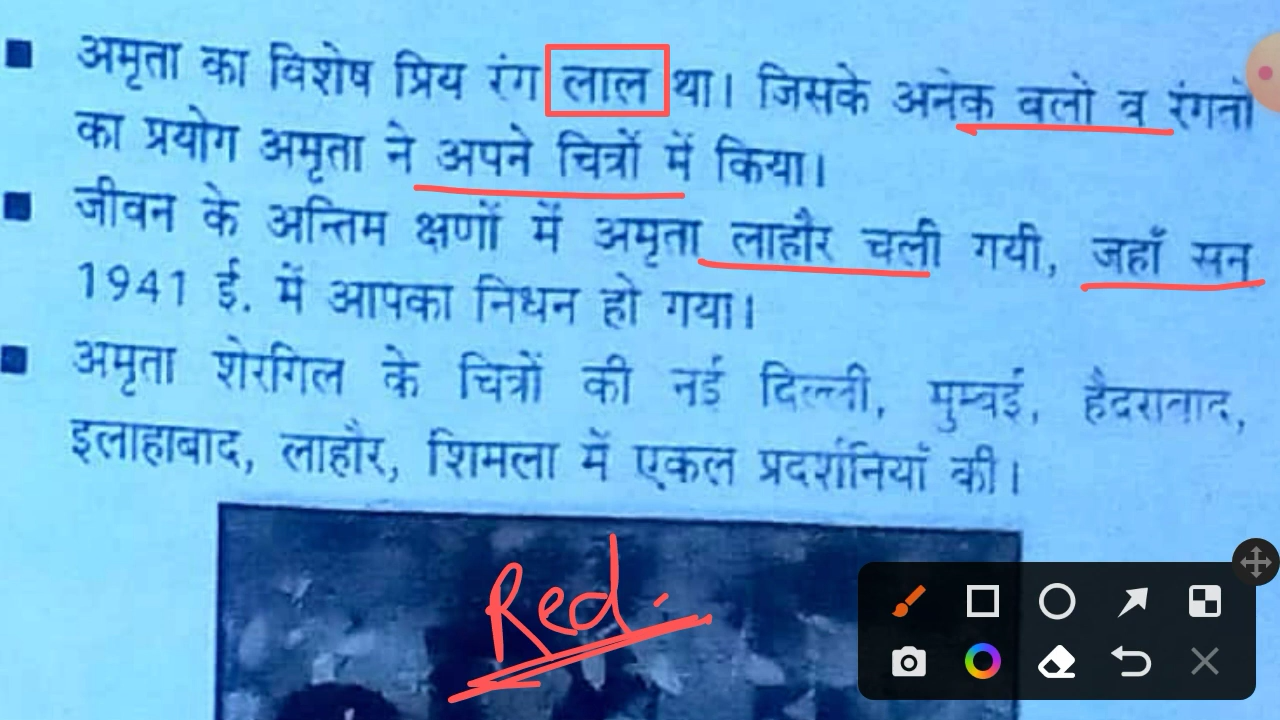 अमृता का विशेष प्रिय रंग लाल था। जिसके अनेक बलों व रंगतों
का प्रयोग अमृता ने अपने चित्रों में किया।
जीवन के अन्तिम क्षणों में अमृता लाहौर चली गयी, जहाँ सन्
1941 ई. में आपका निधन हो गया।
अमृता शेरगिल के चित्रों की नई दिल्ली, मुम्बई, हैदराबाद,
इलाहाबाद, लाहौर, शिमला में एकल प्रदर्शनियाँ की।
Red.